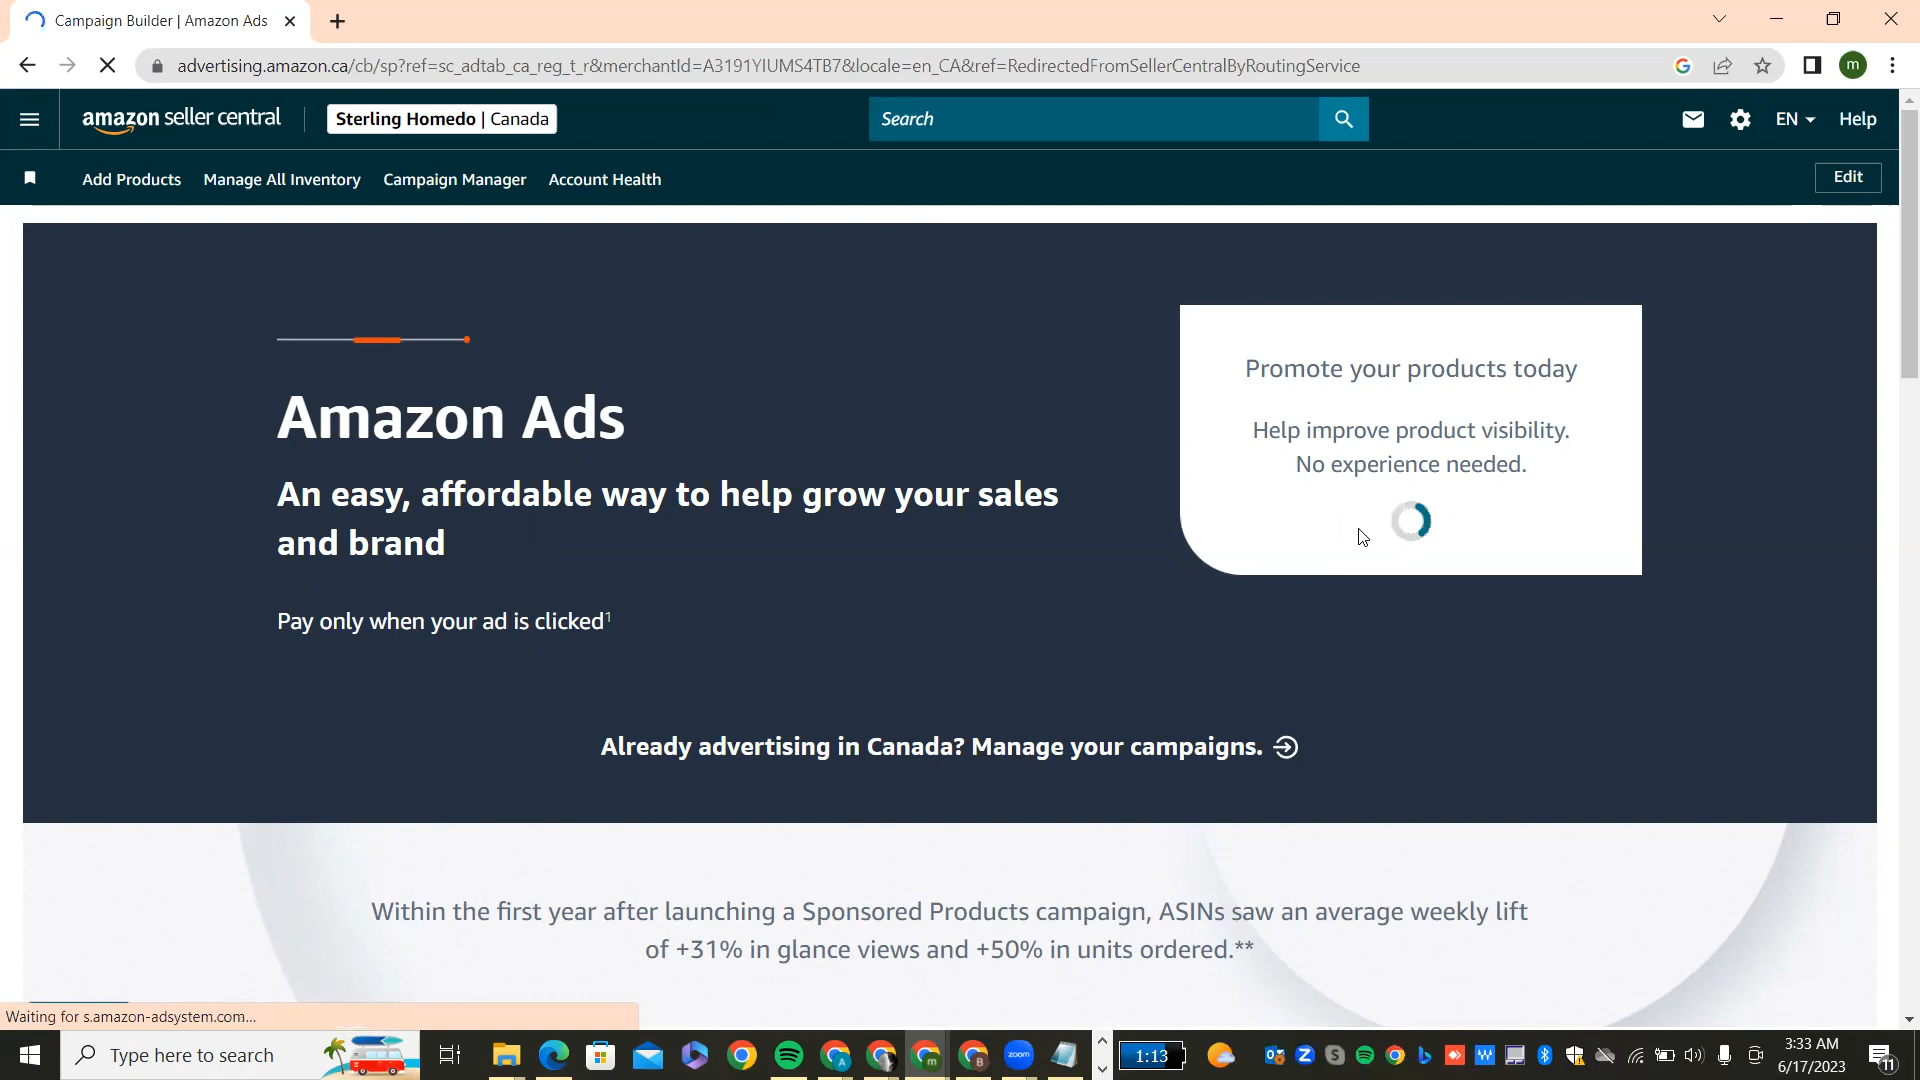 Campaign Builder | Amazon Ads
advertising.amazon.ca/cb/sp?ref=sc_adtab_ca_reg_t_r&merchantId=A3191YIUMS4TB7&locale=en_CA&ref=RedirectedFromSellerCentralByRoutingService
m
amazon seller central
Sterling Homedo | Canada
Search
EN
Help
Add Products
Manage All Inventory
Campaign Manager
Account Health
Edit
Amazon Ads
An easy, affordable way to help grow your sales
and brand
Pay only when your ad is clicked¹
Promote your products today
Help improve product visibility.
No experience needed.
Already advertising in Canada? Manage your campaigns.
Within the first year after launching a Sponsored Products campaign, ASINs saw an average weekly lift
of +31% in glance views and +50% in units ordered.**
Waiting for s.amazon-adsystem.com...
Type here to search
zoom
1:13
3:33 AM
6/17/2023
11